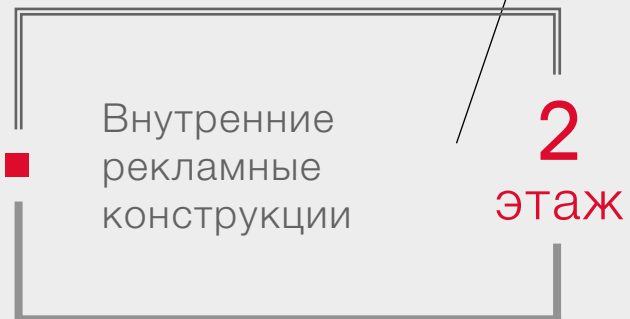 Внутренние
рекламные
конструкции
2
этаж